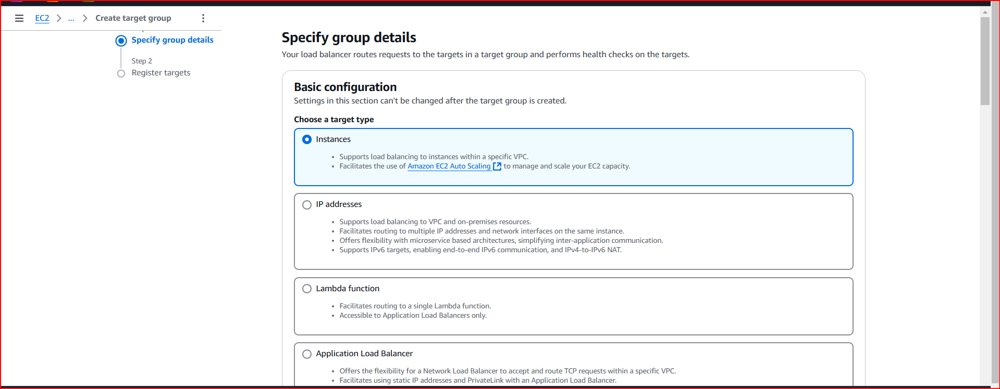 EC2
...
Create target group
Specify group details
Step 2
Register targets
Specify group details
Your load balancer routes requests to the targets in a target group and performs health checks on the targets.
Basic configuration
Settings in this section can't be changed after the target group is created.
Choose a target type
Instances
• Supports load balancing to instances within a specific VPC.
• Facilitates the use of Amazon EC2 Auto Scaling to manage and scale your EC2 capacity.
IP addresses
• Supports load balancing to VPC and on-premises resources.
• Facilitates routing to multiple IP addresses and network interfaces on the same instance.
• Offers flexibility with microservice based architectures, simplifying inter-application communication.
• Supports IPv6 targets, enabling end-to-end IPv6 communication, and IPv4-to-IPv6 NAT.
Lambda function
• Facilitates routing to a single Lambda function.
• Accessible to Application Load Balancers only.
Application Load Balancer
• Offers the flexibility for a Network Load Balancer to accept and route TCP requests within a specific VPC.
• Facilitates using static IP addresses and PrivateLink with an Application Load Balancer.